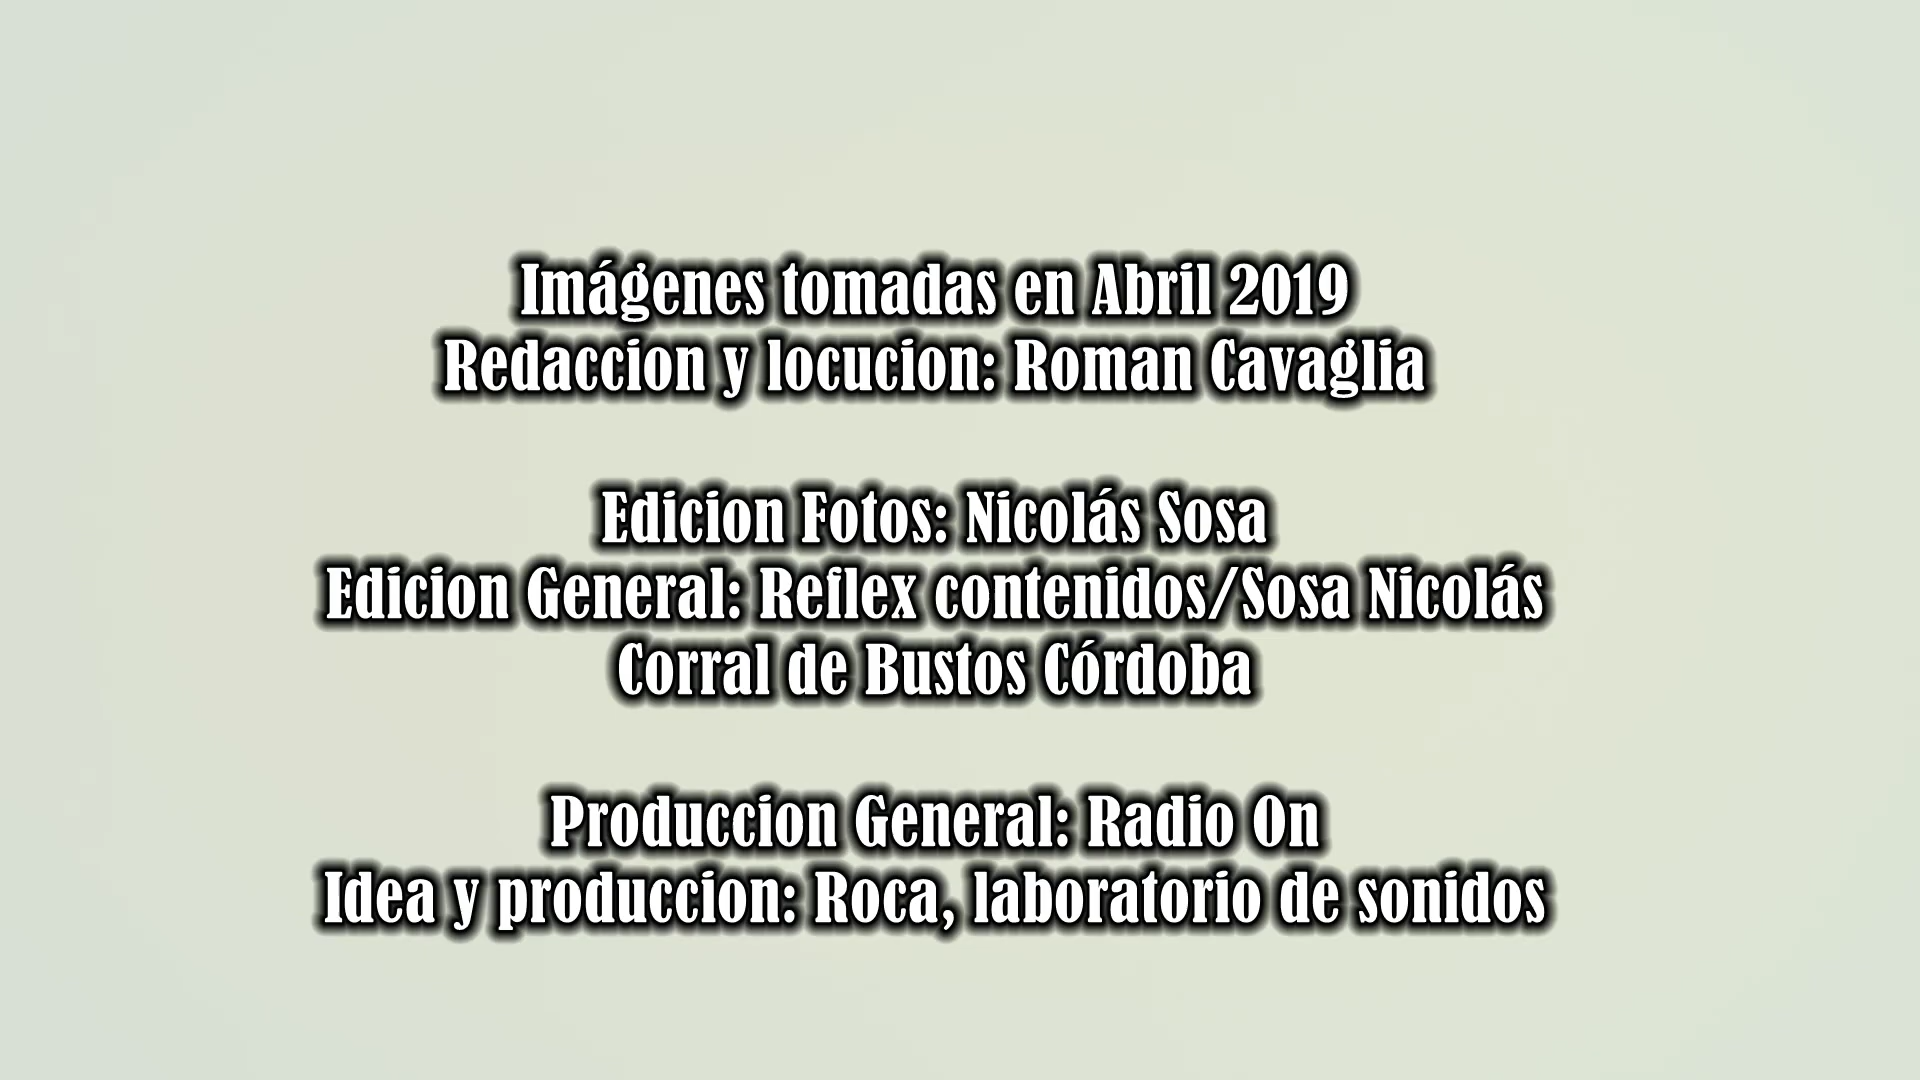 Imágenes tomadas en Abril 2019
Redaccion y locucion: Roman Cavaglia
Edicion Fotos: Nicolás Sosa
Edicion General: Reflex contenidos/Sosa Nicolás
Corral de Bustos Córdoba
Produccion General: Radio On
Idea y produccion: Roca, laboratorio de sonidos